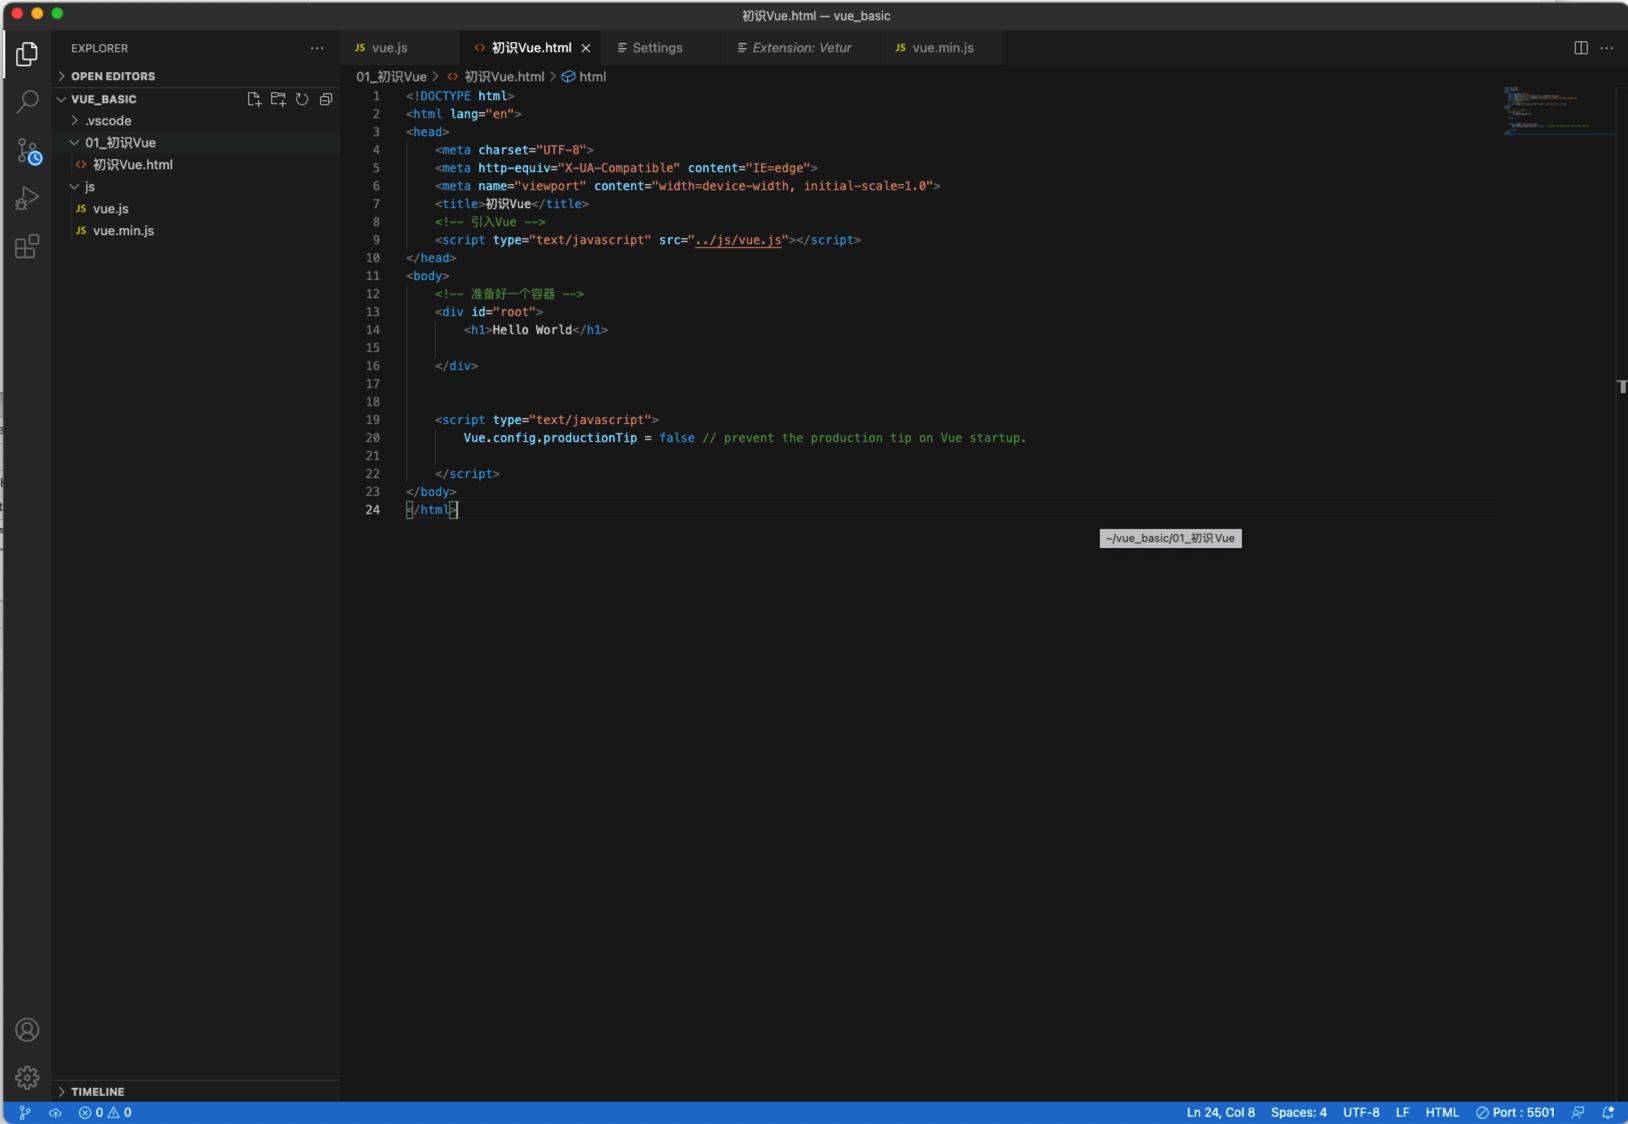 初识Vue.html — vue_basic
EXPLORER
OPEN EDITORS
VUE_BASIC
.vscode
01_初识Vue
初识Vue.html
js
JS vue.js
JS vue.min.js
TIMELINE
JS vue.js
初识Vue.html
Settings
Extension: Vetur
JS vue.min.js
01_初识Vue > 初识Vue.html > html
1 <!DOCTYPE html>
2 <html lang="en">
3 <head>
4 <meta charset="UTF-8">
5 <meta http-equiv="X-UA-Compatible" content="IE=edge">
6 <meta name="viewport" content="width=device-width, initial-scale=1.0">
7 <title>初识Vue</title>
8 <!-- 引入Vue -->
9 <script type="text/javascript" src="../js/vue.js"></script>
10 </head>
11 <body>
12 <!-- 准备好一个容器 -->
13 <div id="root">
14 <h1>Hello World</h1>
15
16 </div>
17
18
19 <script type="text/javascript">
20 Vue.config.productionTip = false // prevent the production tip on Vue startup.
21
22 </script>
23 </body>
24 </html>
~/vue_basic/01_初识Vue
0 0
Ln 24, Col 8 Spaces: 4 UTF-8 LF HTML Port : 5501